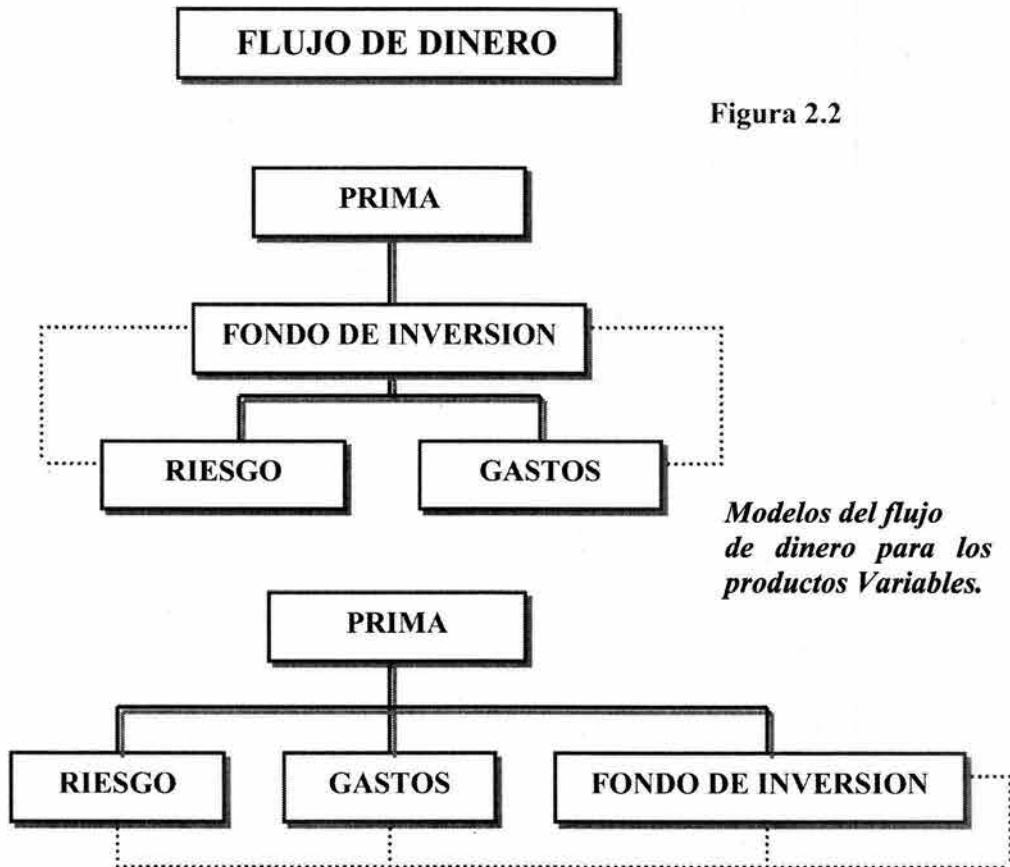 FLUJO DE DINERO
Figura 2.2
PRIMA
FONDO DE INVERSION
RIESGO
GASTOS
Modelos del flujo
de dinero para los
productos Variables.
PRIMA
RIESGO
GASTOS
FONDO DE INVERSION